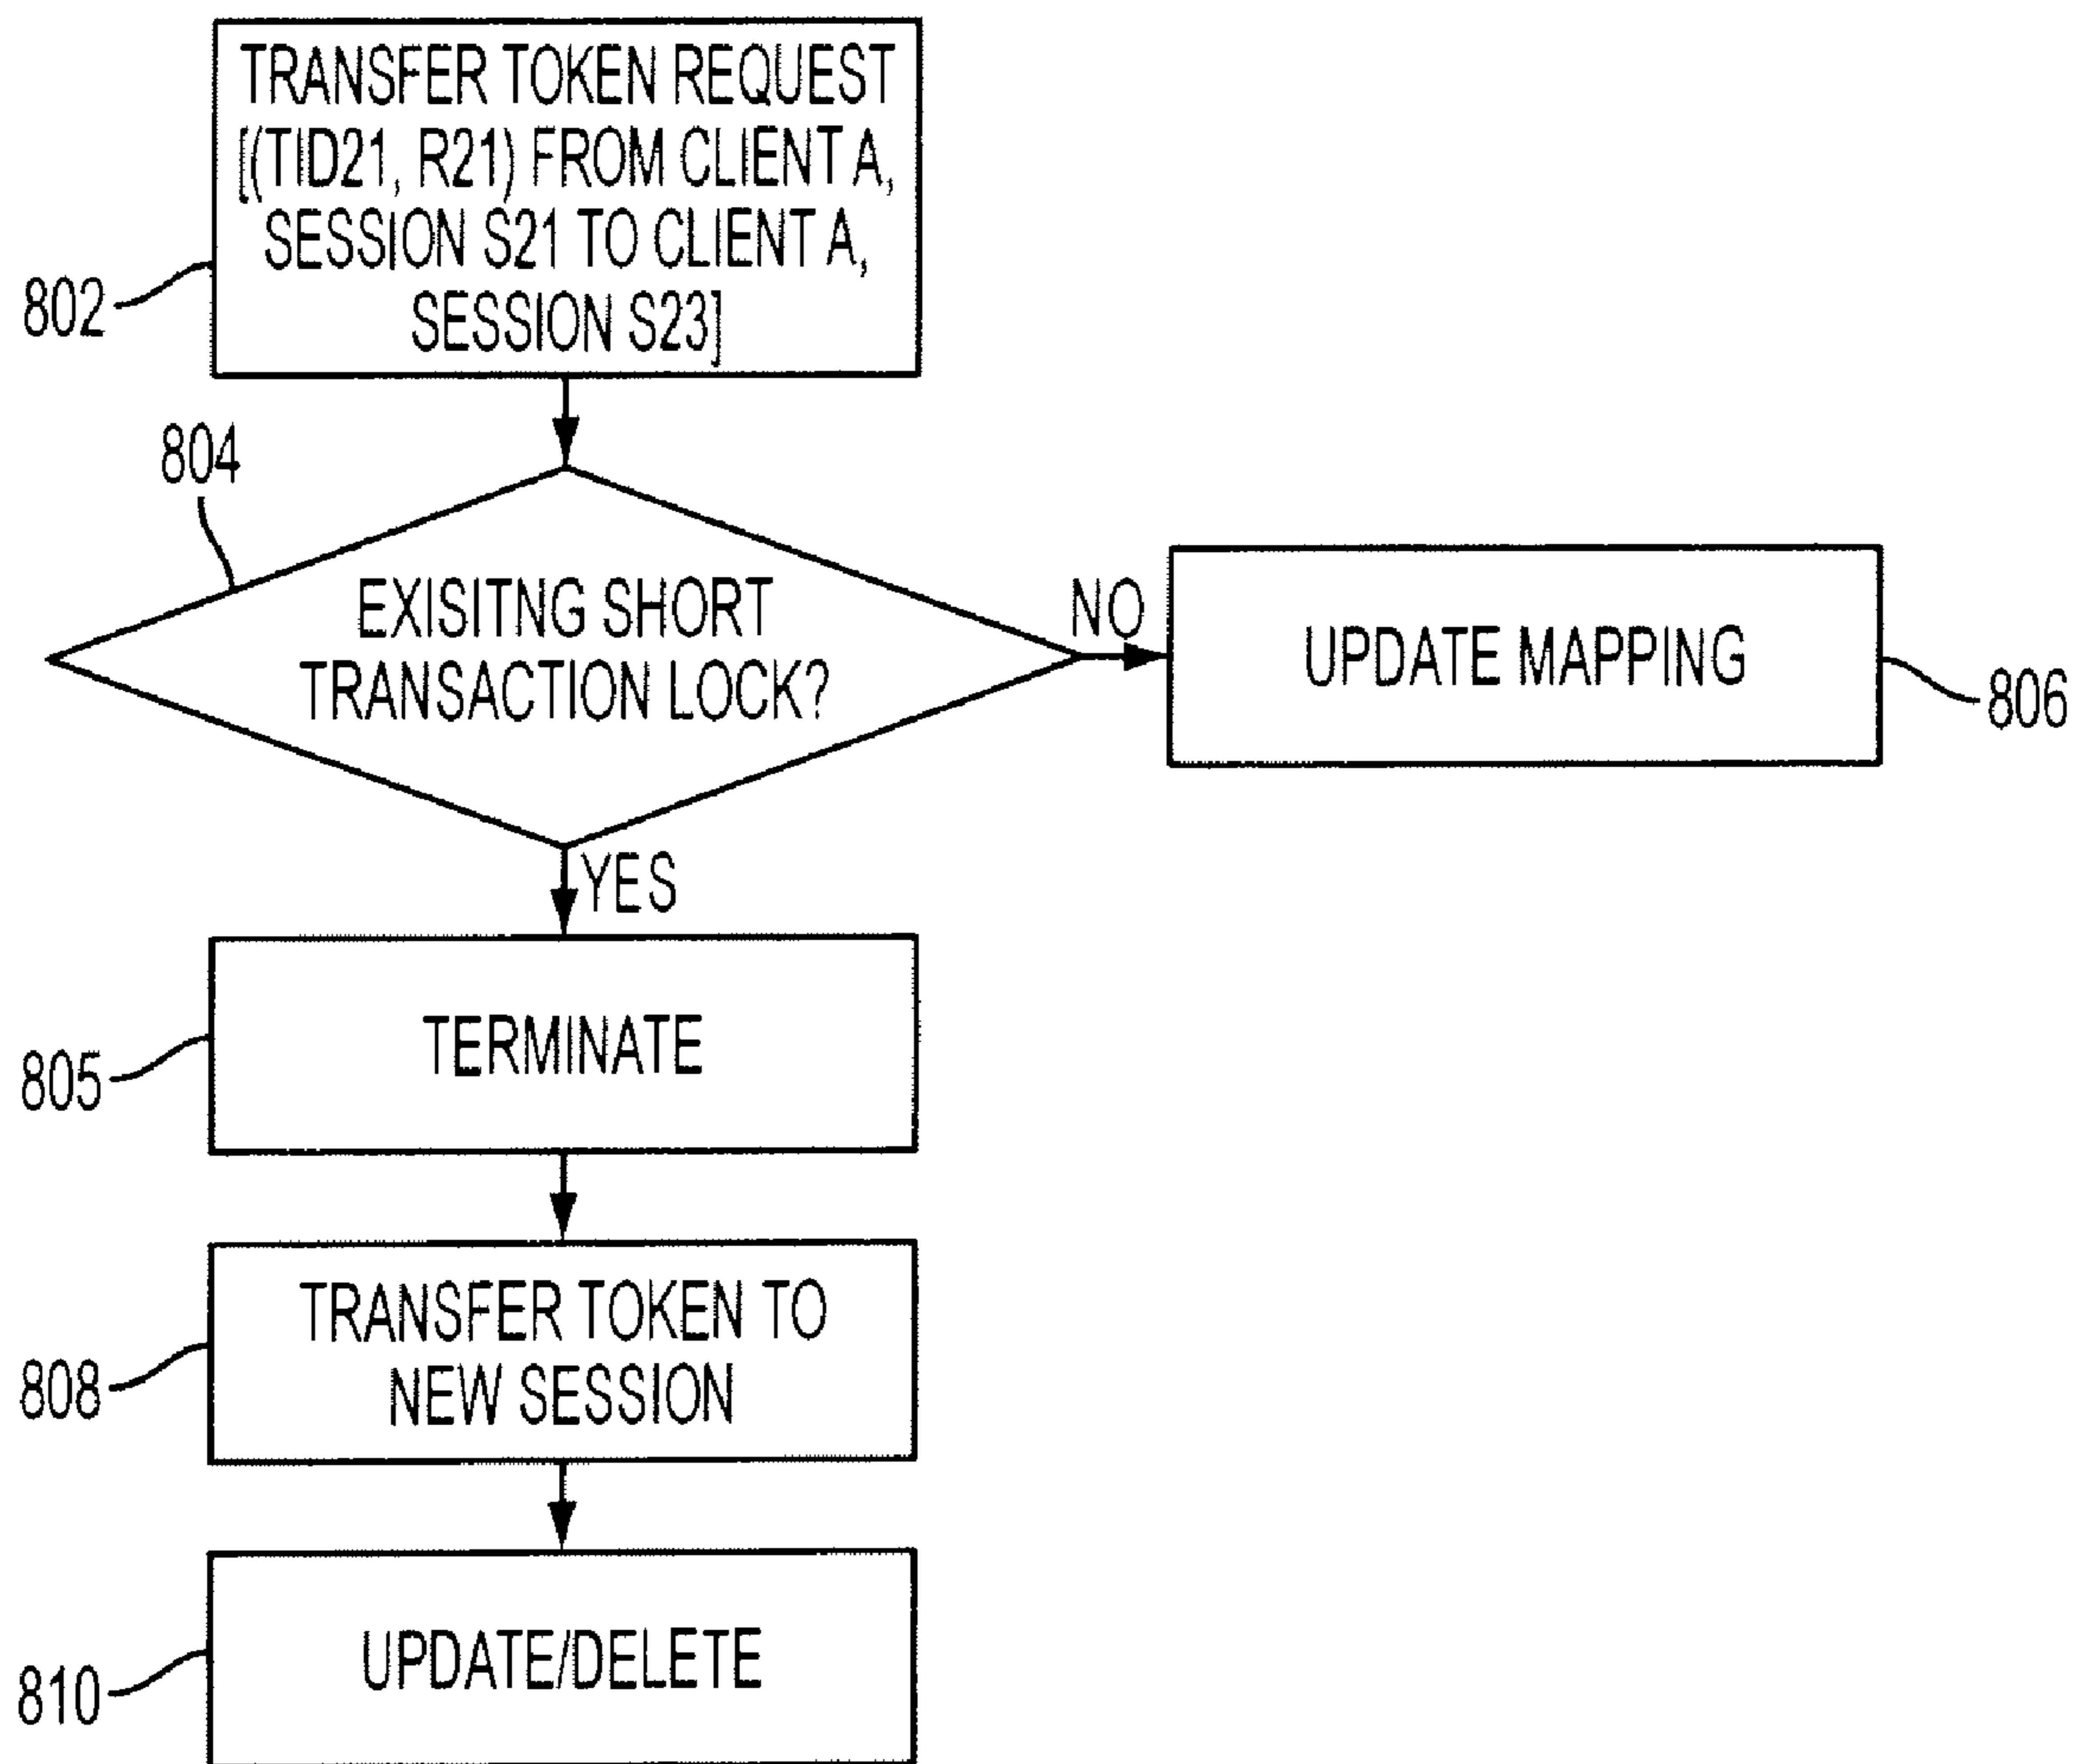 TRANSFER TOKEN REQUEST
[(TID21, R21) FROM CLIENT A,
SESSION S21 TO CLIENT A,
SESSION S23]
802
804
EXISITNG SHORT
TRANSACTION LOCK?
NO
UPDATE MAPPING
806
YES
TERMINATE
805
TRANSFER TOKEN TO
NEW SESSION
808
UPDATE/DELETE
810